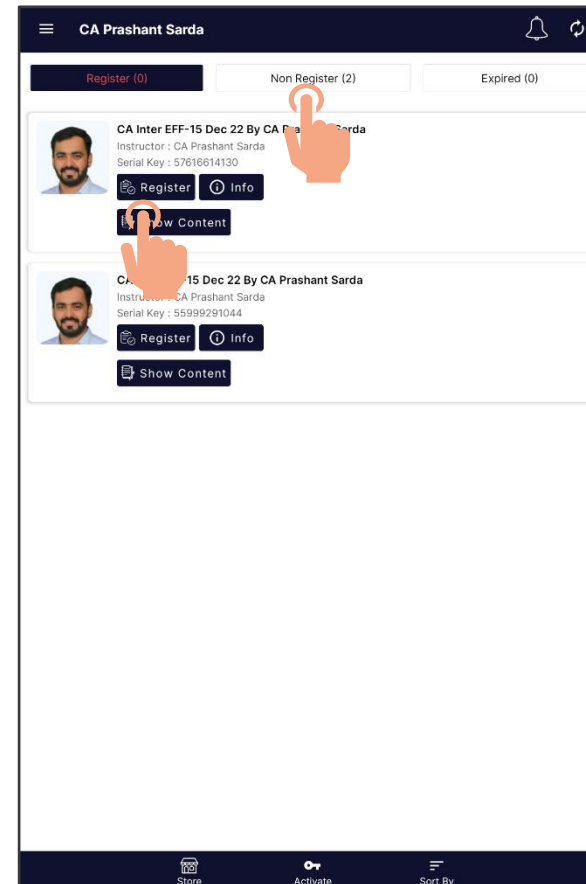 CA Prashant Sarda
Register (0) Non Register (2) Expired (0)
CA Inter EFF-15 Dec 22 By CA Sarda
Instructor : CA Prashant Sarda
Serial Key : 57616614130
Register Info
Show Content
15 Dec 22 By CA Prashant Sarda
CA Prashant Sarda
Serial Key : 55999291044
Register Info
Show Content
Store Activate Sort By